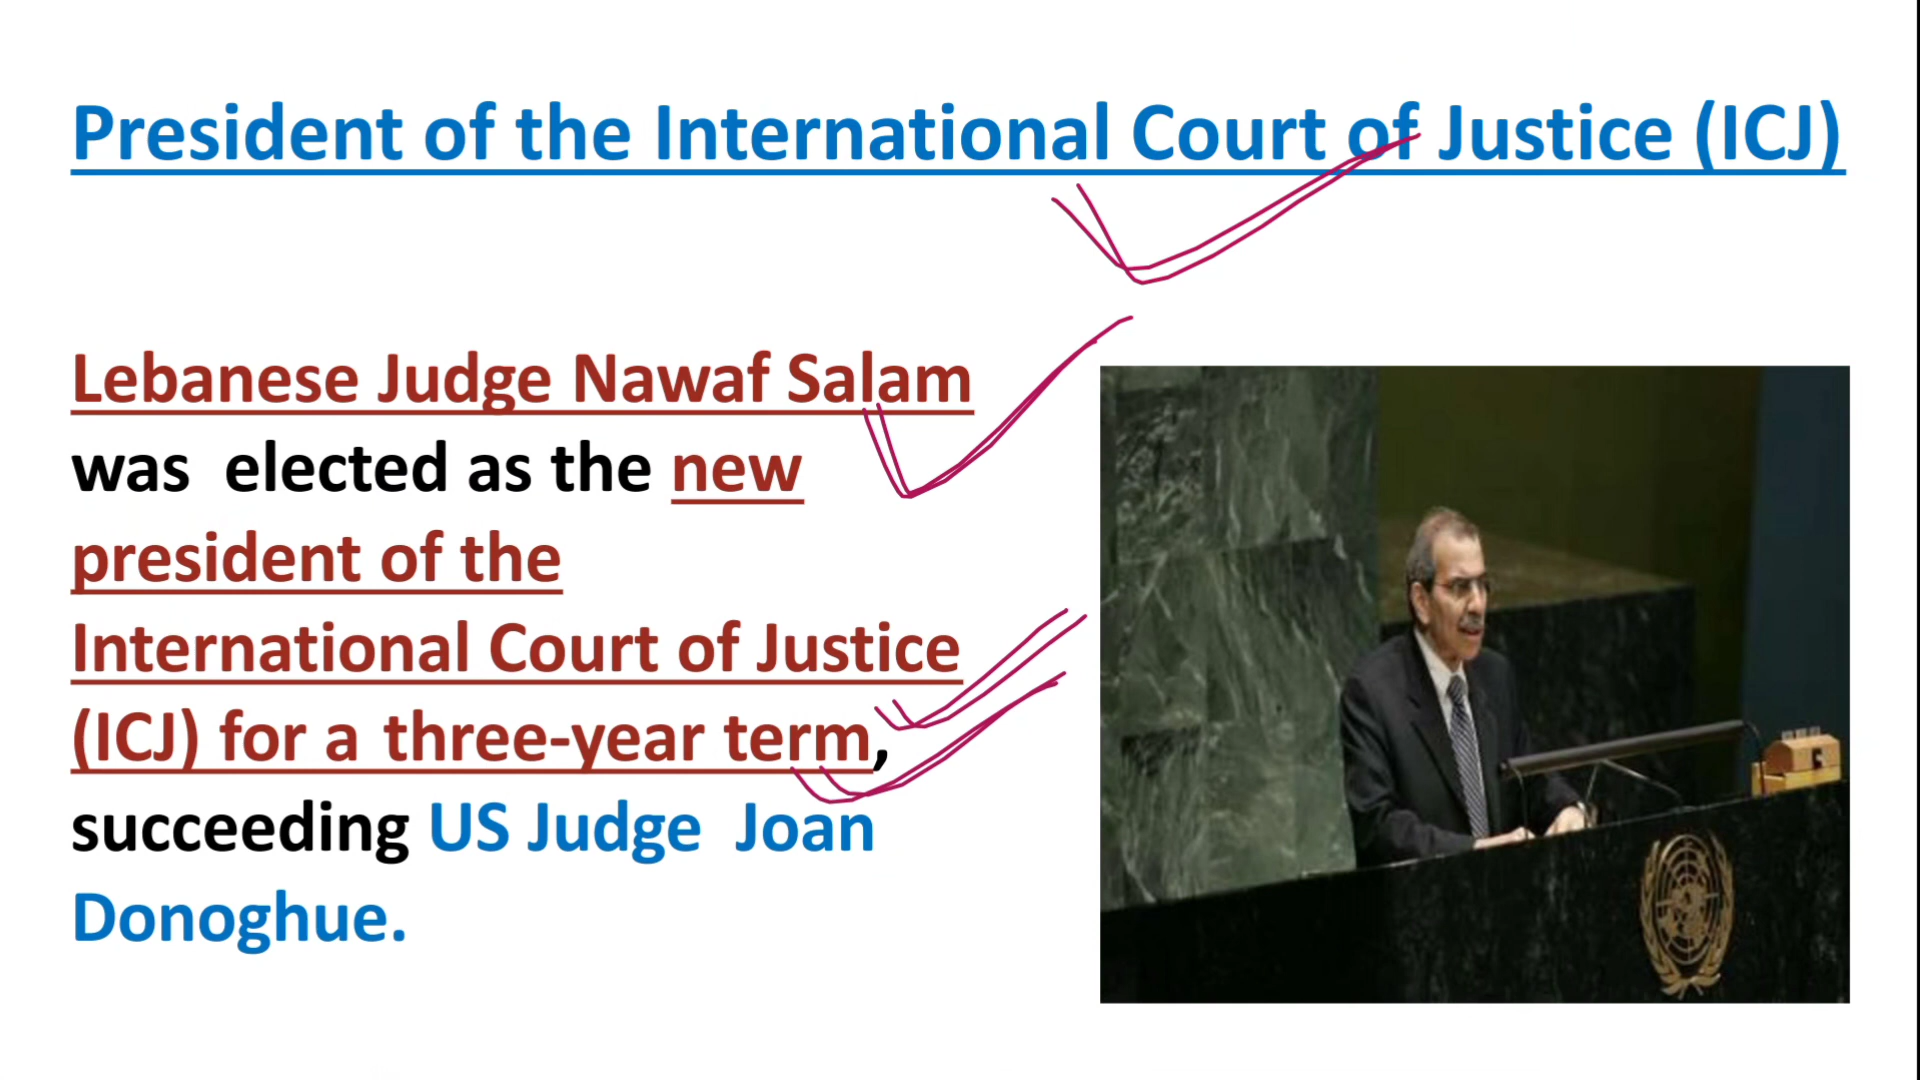 President of the International Court of Justice (ICJ)
Lebanese Judge Nawaf Salam
was elected as the new
president of the
International Court of Justice
(ICJ) for a three-year term,
succeeding US Judge Joan
Donoghue.